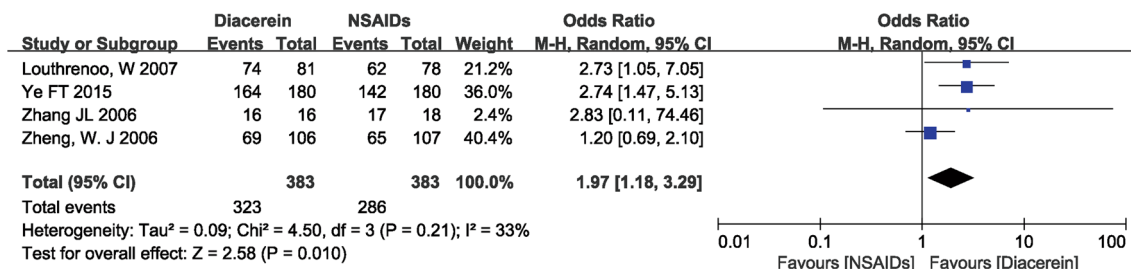 Diacerein NSAIDs Odds Ratio Odds Ratio
Study or Subgroup Events Total Events Total Weight M-H, Random, 95% CI M-H, Random, 95% CI
Louthrenoo, W 2007 74 81 62 78 21.2% 2.73 [1.05, 7.05]
Ye FT 2015 164 180 142 180 36.0% 2.74 [1.47, 5.13]
Zhang JL 2006 16 16 17 18 2.4% 2.83 [0.11, 74.46]
Zheng, W. J 2006 69 106 65 107 40.4% 1.20 [0.69, 2.10]
Total (95% CI) 383 383 100.0% 1.97 [1.18, 3.29]
Total events 323 286
Heterogeneity: Tau² = 0.09; Chi² = 4.50, df = 3 (P = 0.21); I² = 33%
Test for overall effect: Z = 2.58 (P = 0.010)
0.01 0.1 1 10 100
Favours [NSAIDs] Favours [Diacerein]